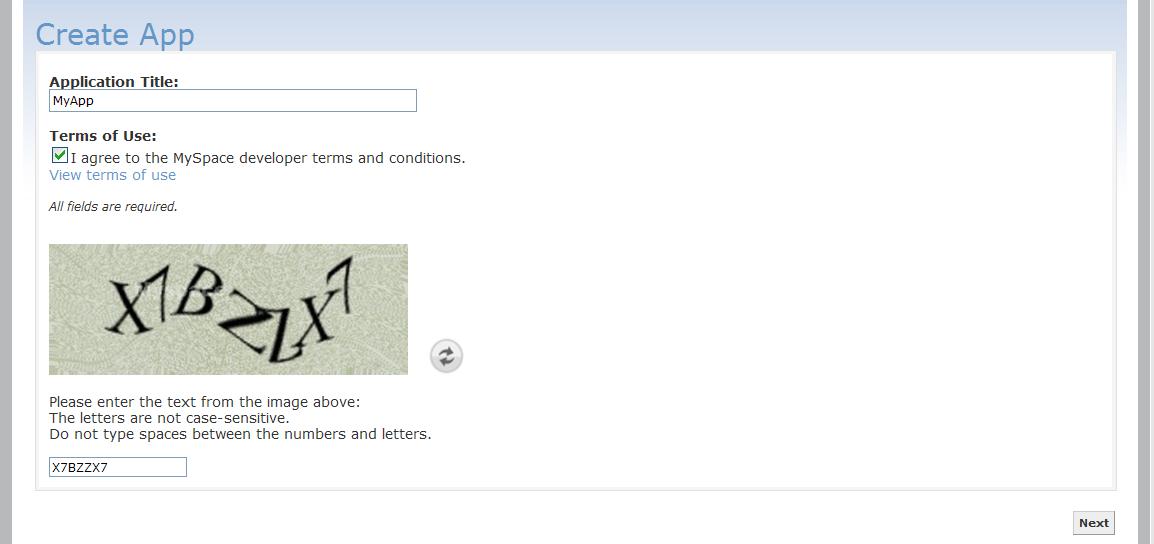 Create App
Application Title:
MyApp
Terms of Use:
I agree to the MySpace developer terms and conditions.
View terms of use
All fields are required.
X7BZZX7
Please enter the text from the image above:
The letters are not case-sensitive.
Do not type spaces between the numbers and letters.
X7BZZX7
Next